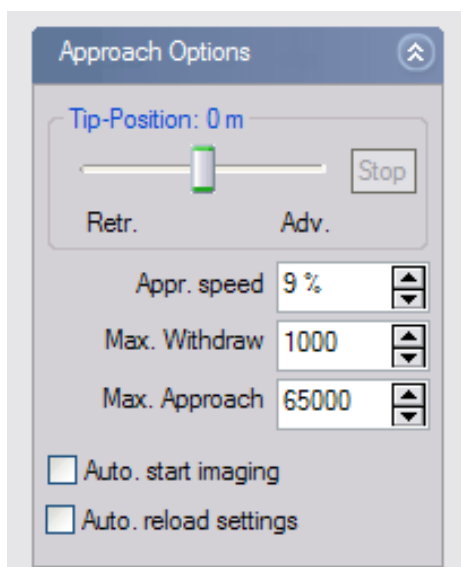 Approach Options
Tip-Position: 0 m
Stop
Retr. Adv.
Appr. speed 9 %
Max. Withdraw 1000
Max. Approach 65000
Auto. start imaging
Auto. reload settings